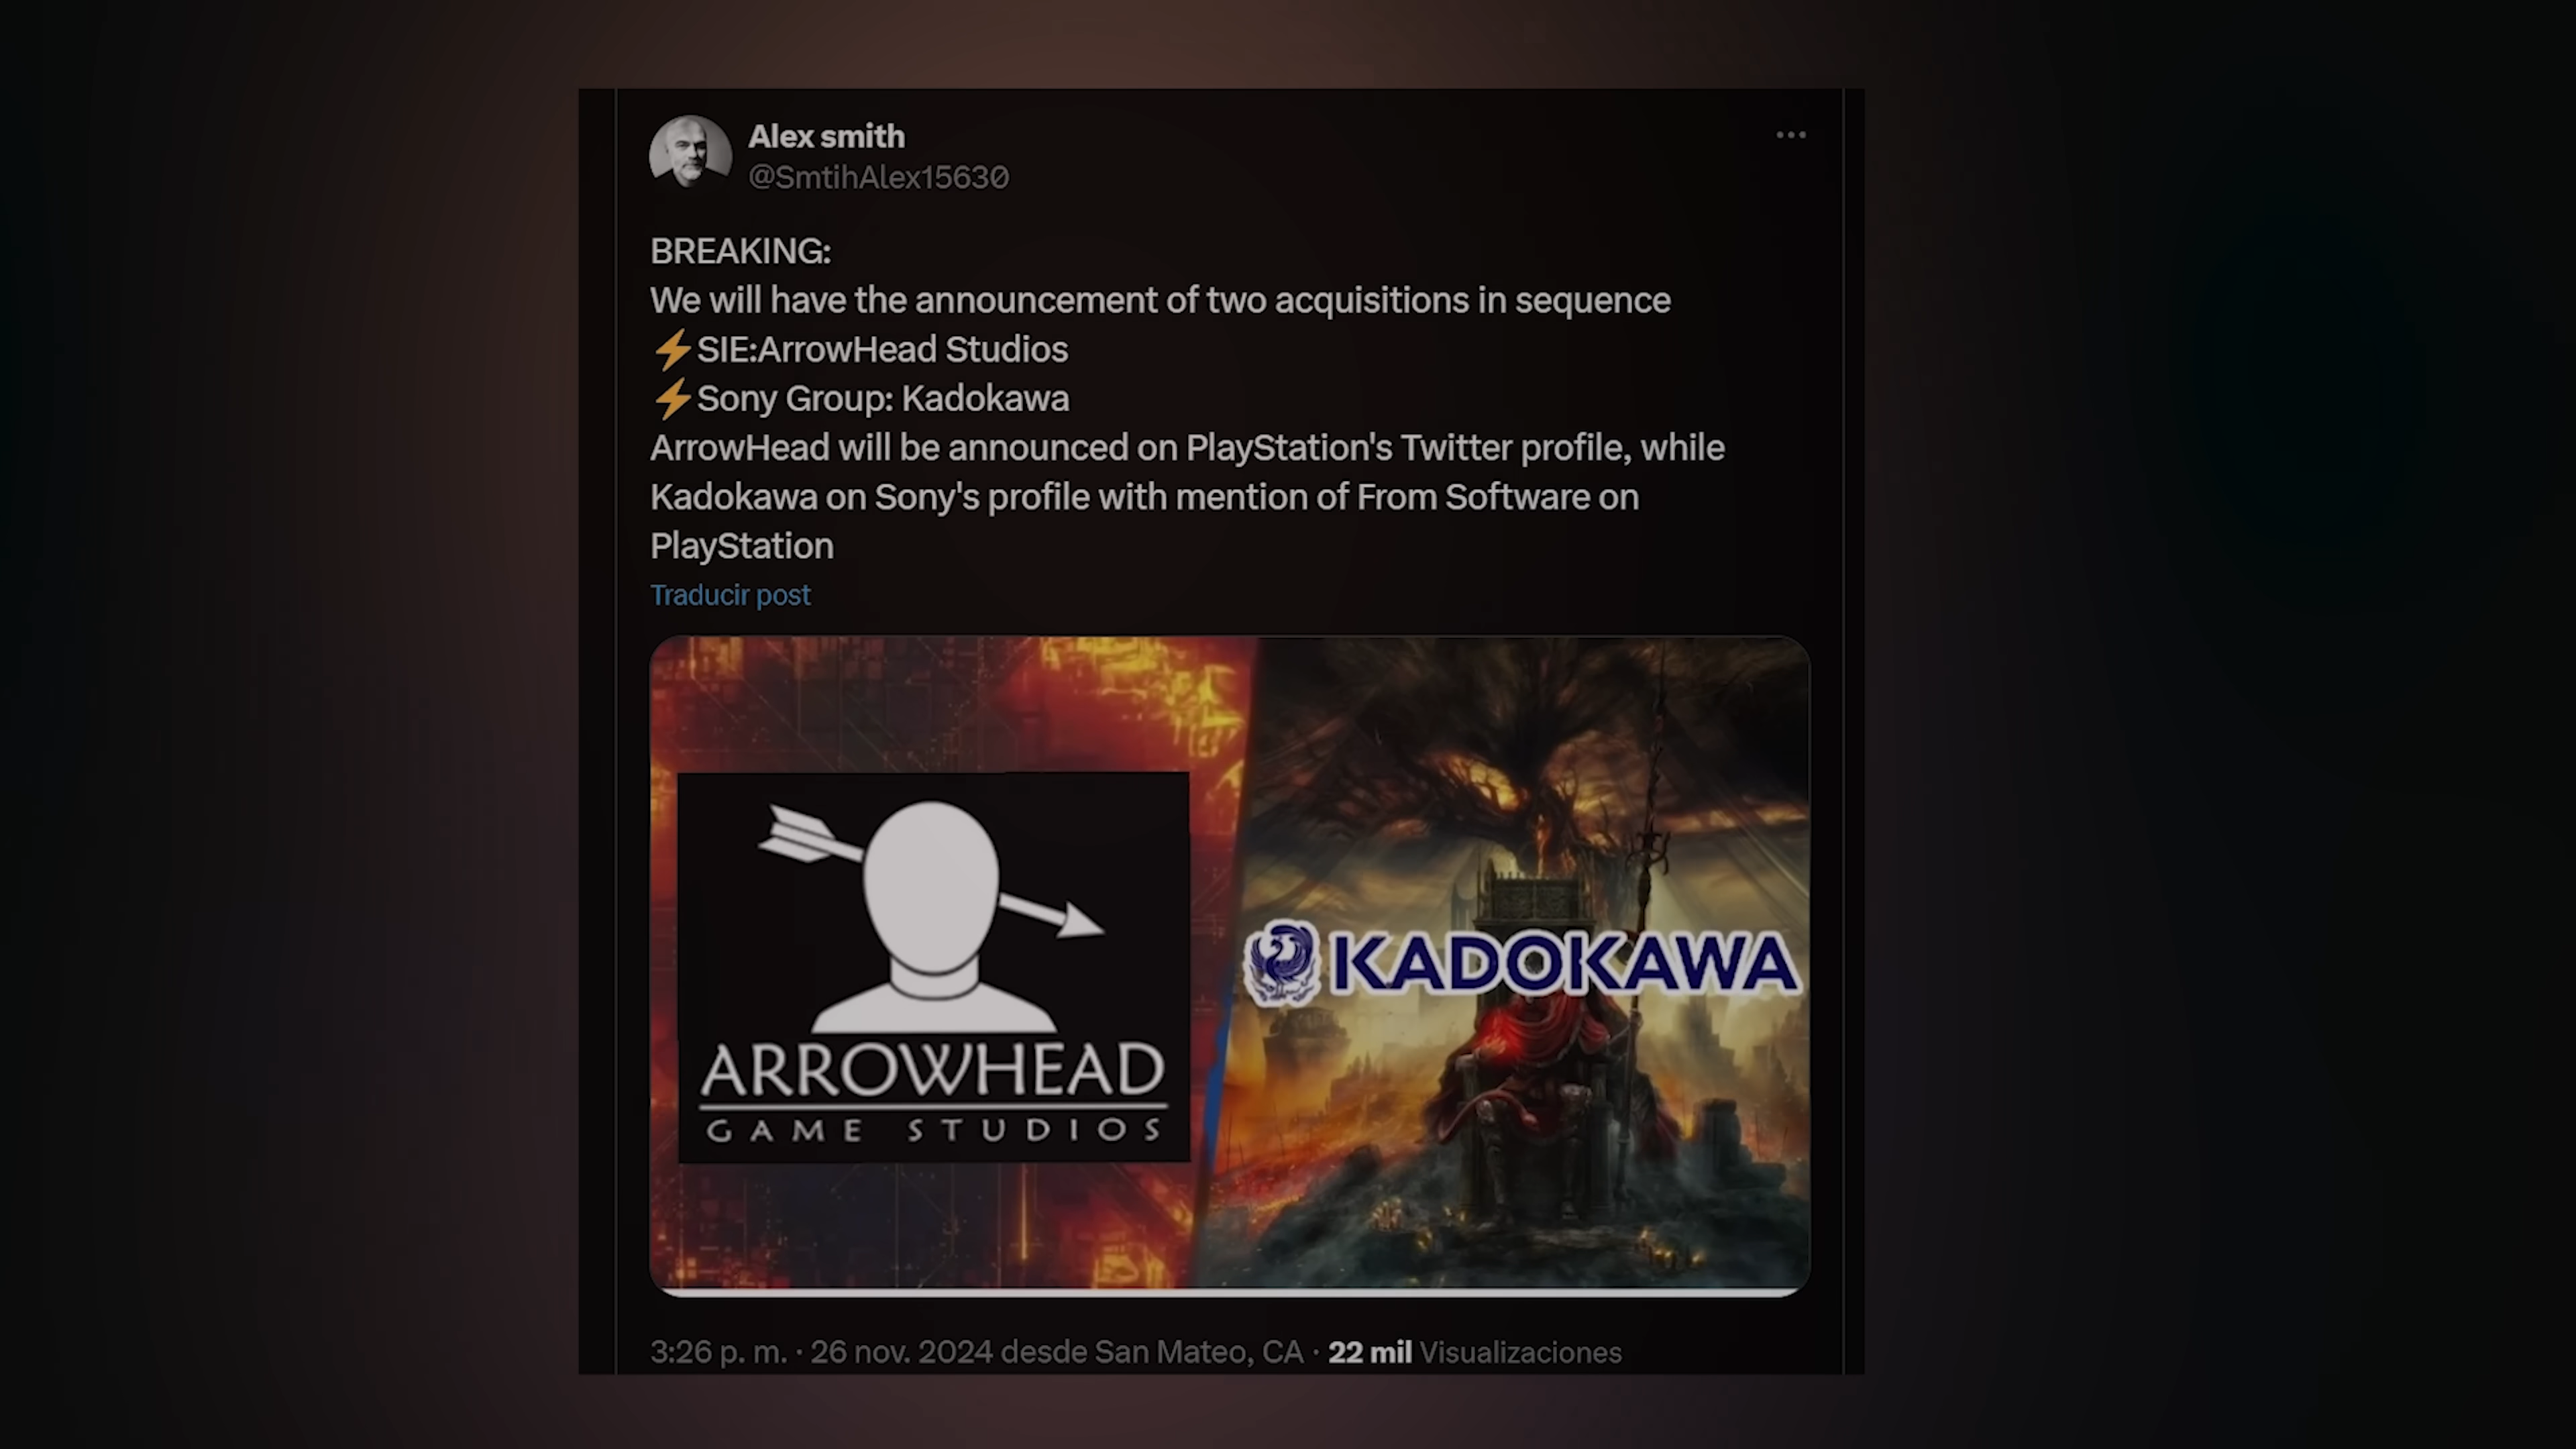 Alex smith
@SmtihAlex15630
BREAKING:
We will have the announcement of two acquisitions in sequence
⚡SIE:ArrowHead Studios
⚡Sony Group: Kadokawa
ArrowHead will be announced on PlayStation's Twitter profile, while
Kadokawa on Sony's profile with mention of From Software on
PlayStation
Traducir post
ARROWHEAD
GAME STUDIOS
KADOKAWA
3:26 p. m. · 26 nov. 2024 desde San Mateo, CA · 22 mil Visualizaciones